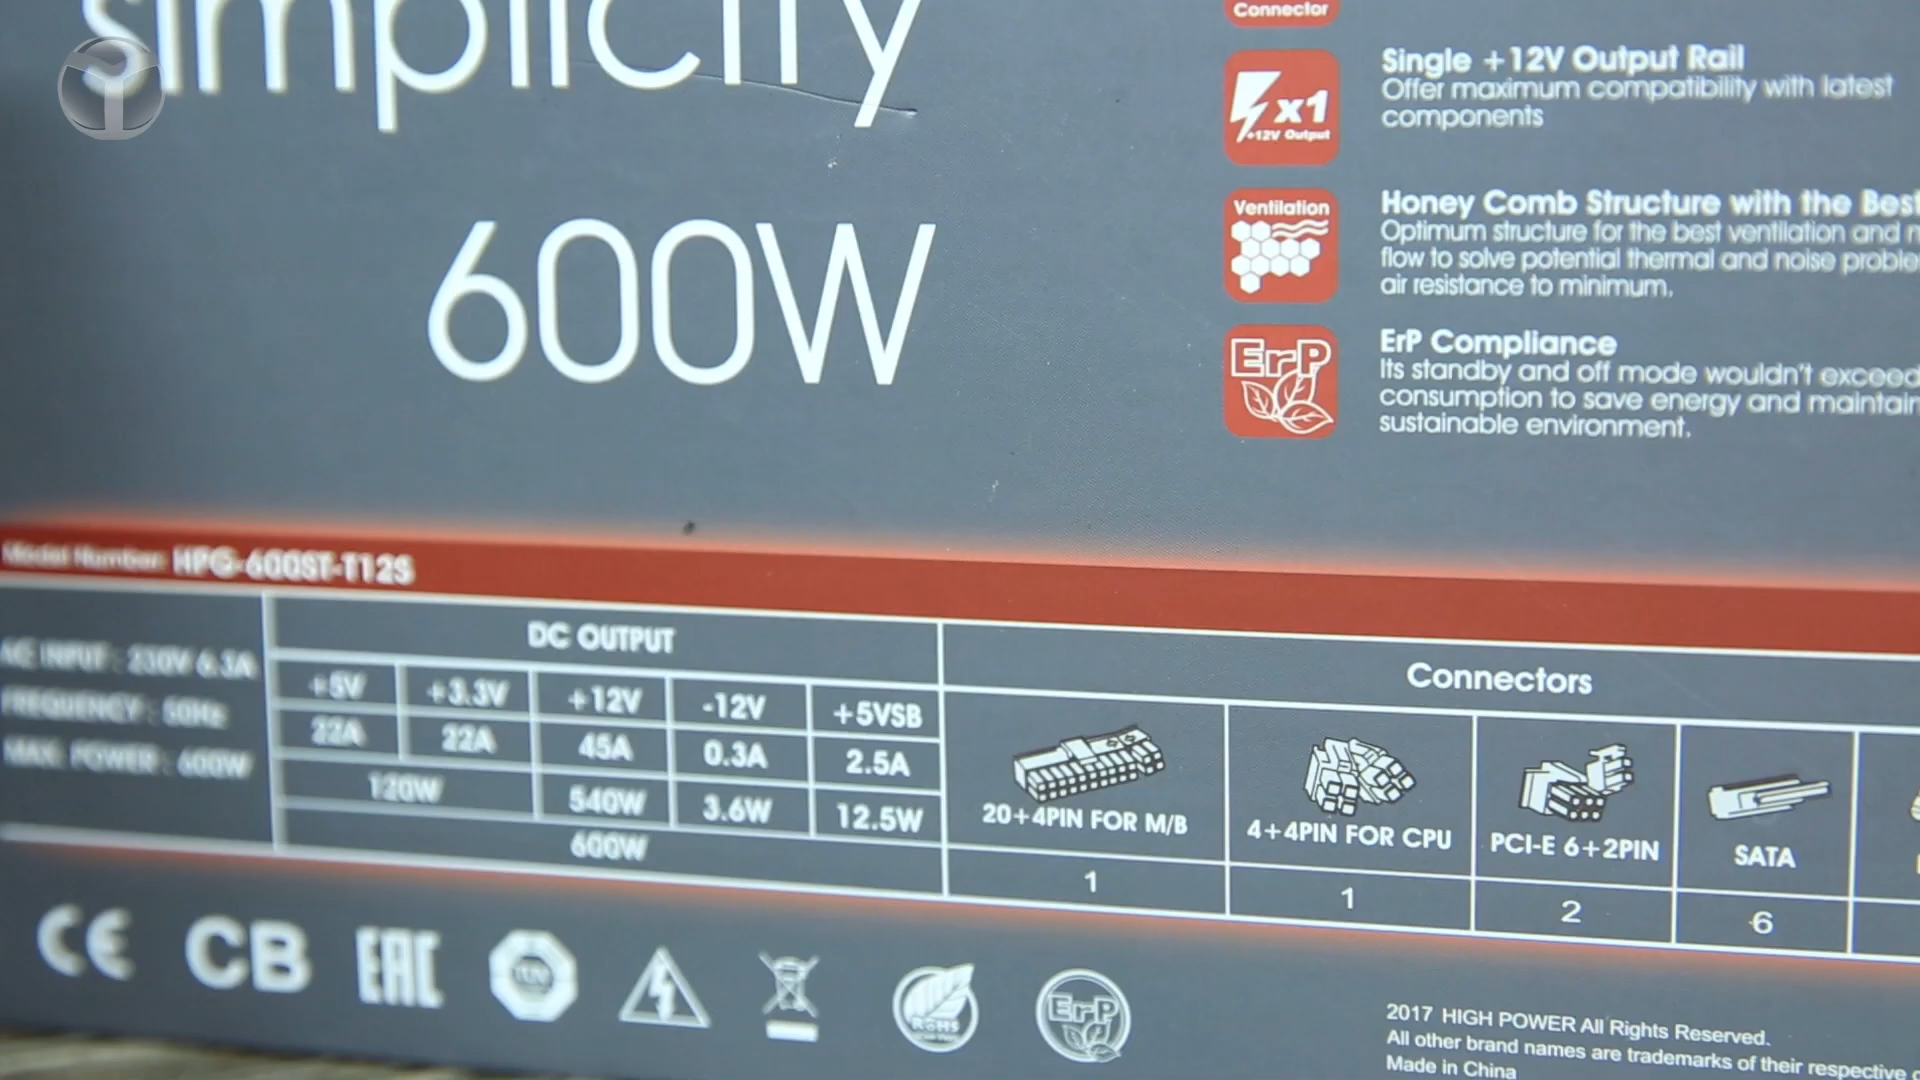 simplicity
600W
Connector
x1
+12V Output
Single +12V Output Rail
Offer maximum compatibility with latest
components
Ventilation
Honey Comb Structure with the Best
Optimum structure for the best ventilation and
flow to solve potential thermal and noise
air resistance to minimum.
ErP
ErP Compliance
Its standby and off mode wouldn't exceed
consumption to save energy and maintain
sustainable environment.
Model Number: HPG-600ST-T12S
AC INPUT : 230V 6.3A
FREQUENCY : 50Hz
MAX. POWER : 600W
DC OUTPUT
+5V +3.3V +12V -12V +5VSB
22A 22A 45A 0.3A 2.5A
120W 540W 3.6W 12.5W
600W
Connectors
20+4PIN FOR M/B 4+4PIN FOR CPU PCI-E 6+2PIN SATA
1 1 2 6
CE CB EAC TÜV RoHS ErP
2017 HIGH POWER All Rights Reserved.
All other brand names are trademarks of their respective
Made in China